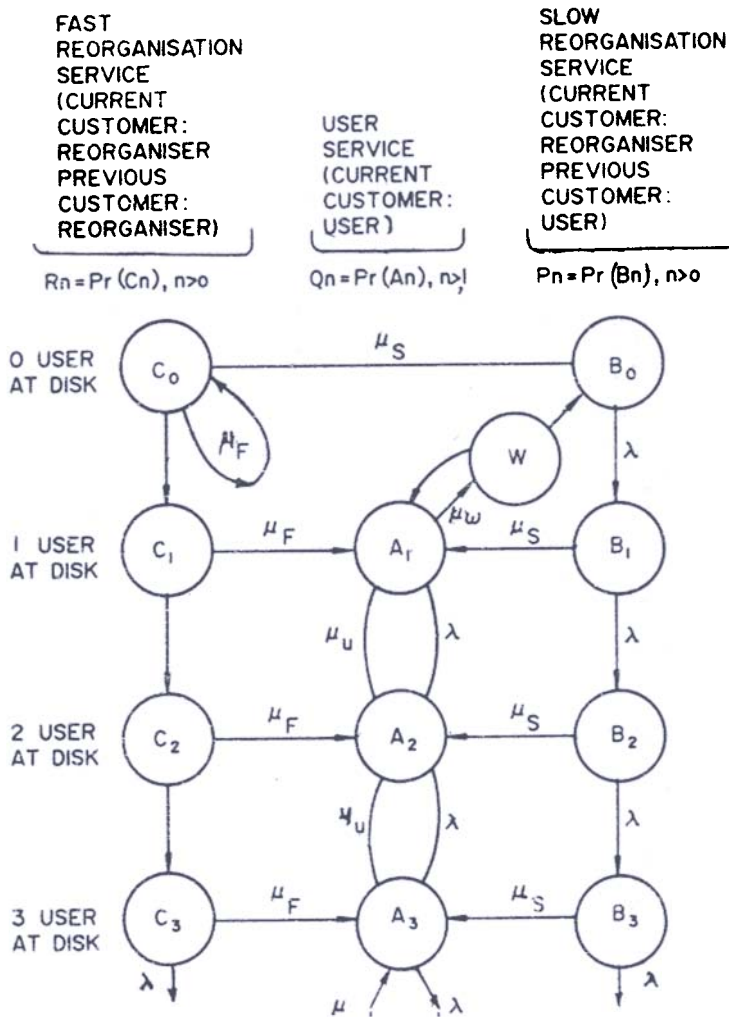 FAST
REORGANISATION
SERVICE
(CURRENT
CUSTOMER:
REORGANISER
PREVIOUS
CUSTOMER:
REORGANISER)
Rn = Pr (Cn), n>0
USER
SERVICE
(CURRENT
CUSTOMER:
USER)
Qn = Pr (An), n>1
SLOW
REORGANISATION
SERVICE
(CURRENT
CUSTOMER:
REORGANISER
PREVIOUS
CUSTOMER:
USER)
Pn = Pr (Bn), n>0
0 USER
AT DISK
C₀
μS
B₀
μF
W
λ
μω
1 USER
AT DISK
C₁
μF
A₁
μS
B₁
μu
λ
λ
2 USER
AT DISK
C₂
μF
A₂
μS
B₂
μu
λ
λ
3 USER
AT DISK
C₃
μF
A₃
μS
B₃
λ
μ
λ
λ